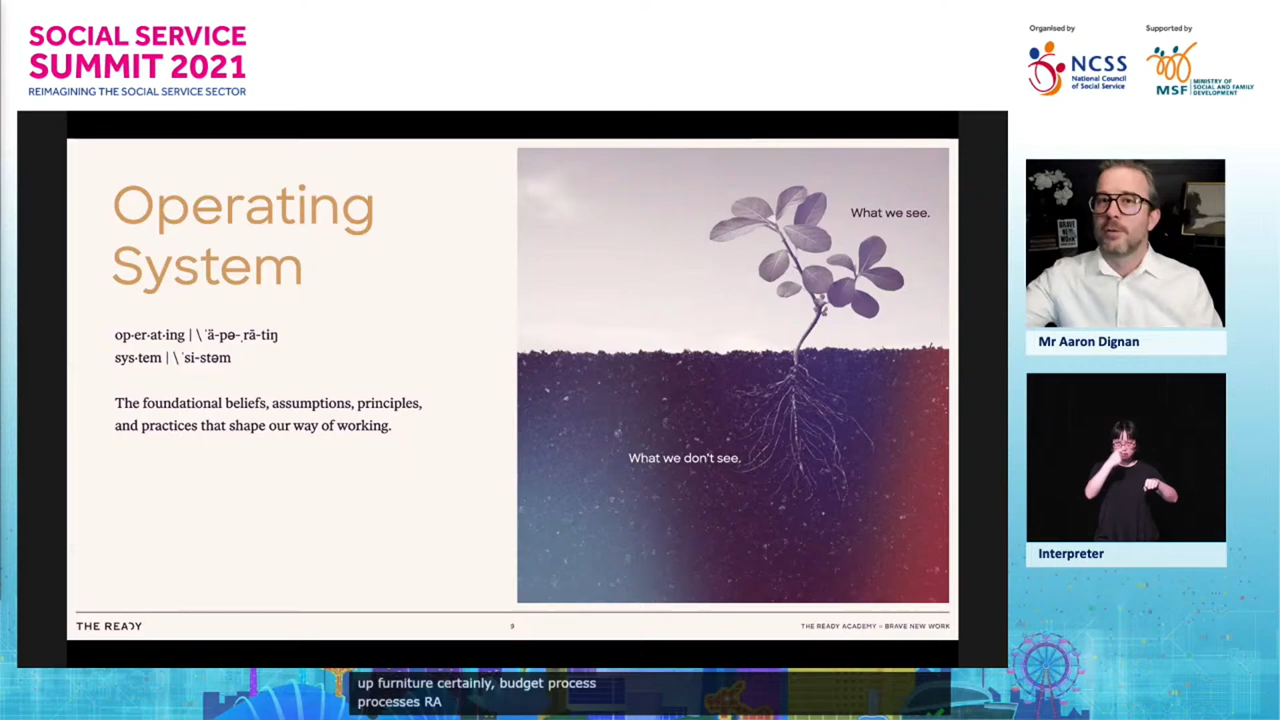 SOCIAL SERVICE
SUMMIT 2021
REIMAGINING THE SOCIAL SERVICE SECTOR
Organised by
NCSS
National Council
of Social Service
Supported by
MSF
MINISTRY OF
SOCIAL AND FAMILY
DEVELOPMENT
Operating
System
op·er·at·ing | \ ˈä-pə-ˌrā-tiŋ
sys·tem | \ ˈsi-stəm
The foundational beliefs, assumptions, principles,
and practices that shape our way of working.
What we see.
What we don't see.
THE READY
9
THE READY ACADEMY – BRAVE NEW WORK
BRAVE
NEW
WORK
Mr Aaron Dignan
Interpreter
up furniture certainly, budget process
processes RA